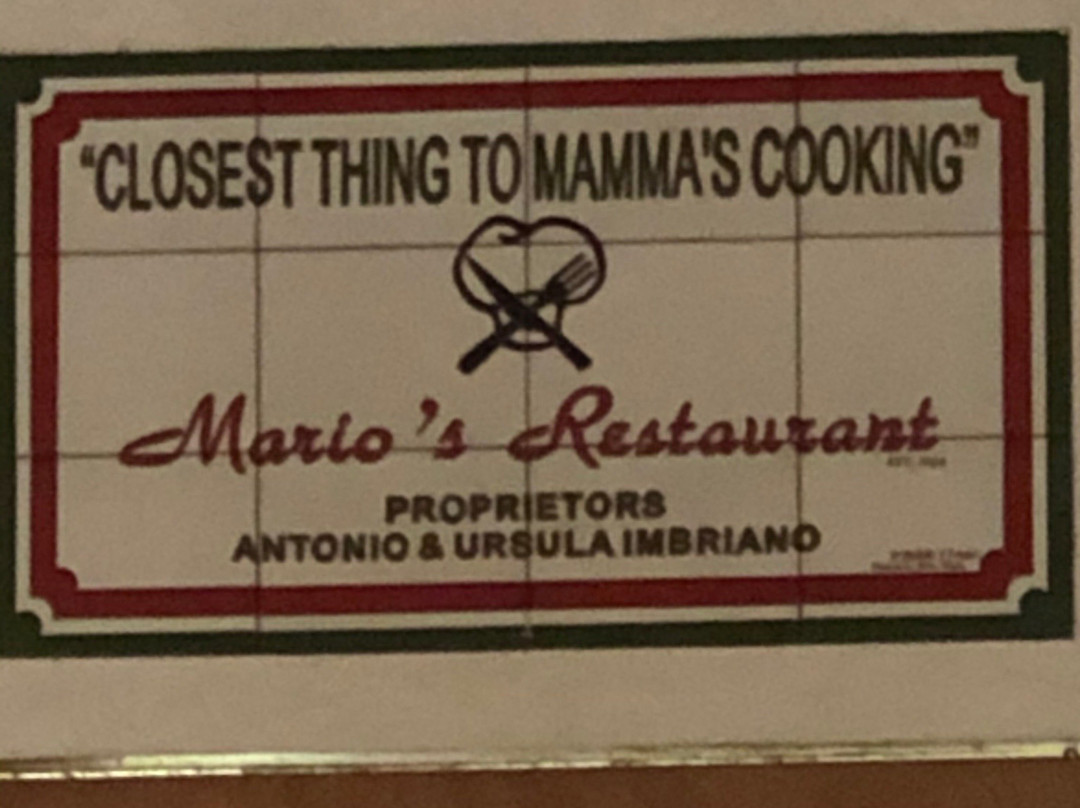 “CLOSEST THING TO MAMMA'S COOKING”
Mario's Restaurant
PROPRIETORS
ANTONIO & URSULA IMBRIANO